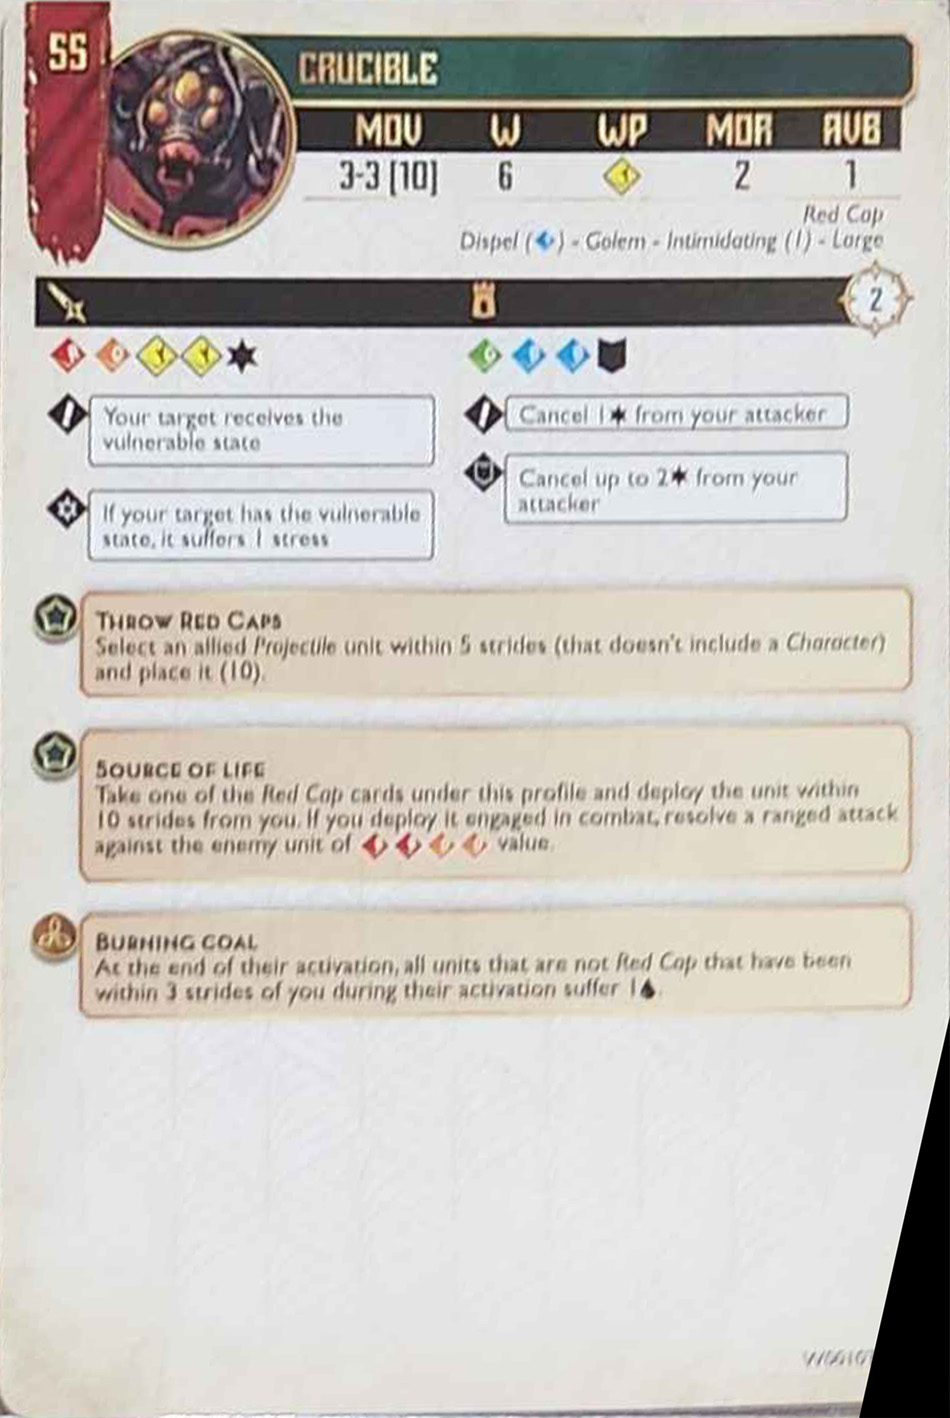 55
CRUCIBLE
MOV W WP MOR AVB
3-3 [10] 6 2 1
Red Cap
Dispel ( ) - Golem - Intimidating (1) - Large
2
Your target receives the
vulnerable state
If your target has the vulnerable
state, it suffers 1 stress
Cancel 1 from your attacker
Cancel up to 2 from your
attacker
THROW RED CAPS
Select an allied Projectile unit within 5 strides (that doesn't include a Character)
and place it (10).
SOURCE OF LIFE
Take one of the Red Cap cards under this profile and deploy the unit within
10 strides from you. If you deploy it engaged in combat, resolve a ranged attack
against the enemy unit of value.
BURNING COAL
At the end of their activation, all units that are not Red Cap that have been
within 3 strides of you during their activation suffer 1 .